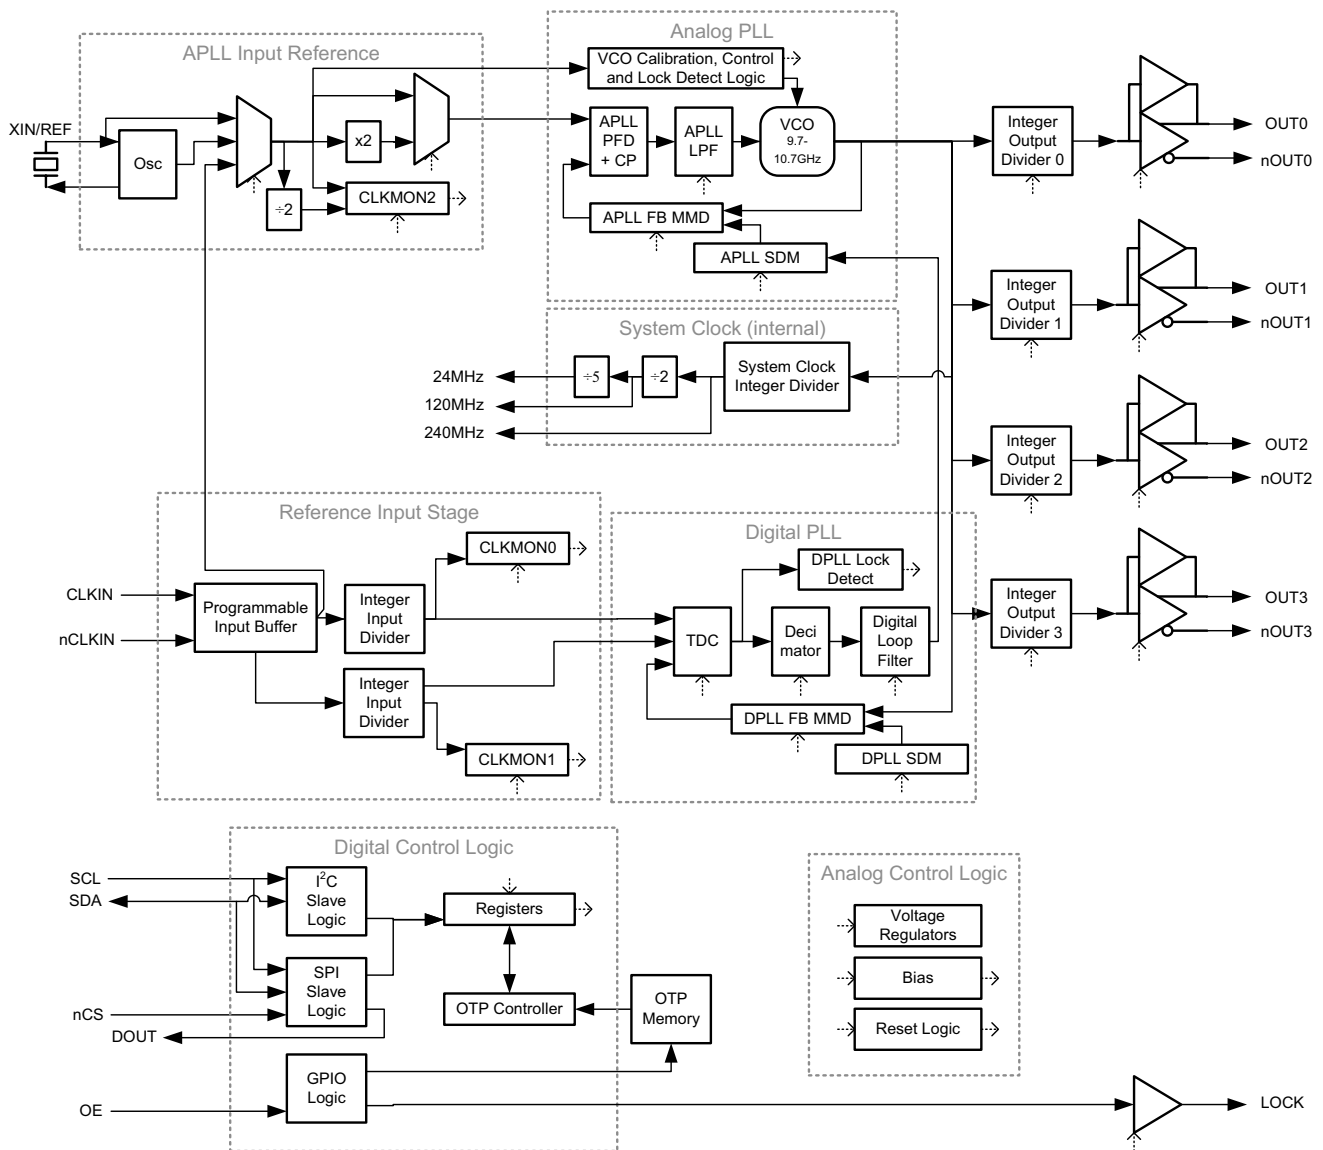 APLL Input Reference
XIN/REF
Osc
x2
÷2
CLKMON2
Analog PLL
VCO Calibration, Control
and Lock Detect Logic
APLL
PFD
+ CP
APLL
LPF
VCO
9.7-
10.7GHz
APLL FB MMD
APLL SDM
Integer
Output
Divider 0
OUT0
nOUT0
Integer
Output
Divider 1
OUT1
nOUT1
System Clock (internal)
24MHz
120MHz
240MHz
÷5
÷2
System Clock
Integer Divider
Integer
Output
Divider 2
OUT2
nOUT2
Reference Input Stage
CLKIN
nCLKIN
Programmable
Input Buffer
Integer
Input
Divider
CLKMON0
Integer
Input
Divider
CLKMON1
Digital PLL
DPLL Lock
Detect
TDC
Deci
mator
Digital
Loop
Filter
DPLL FB MMD
DPLL SDM
Integer
Output
Divider 3
OUT3
nOUT3
Digital Control Logic
SCL
SDA
I²C
Slave
Logic
Registers
SPI
Slave
Logic
nCS
DOUT
OTP Controller
OTP
Memory
GPIO
Logic
OE
Analog Control Logic
Voltage
Regulators
Bias
Reset Logic
LOCK